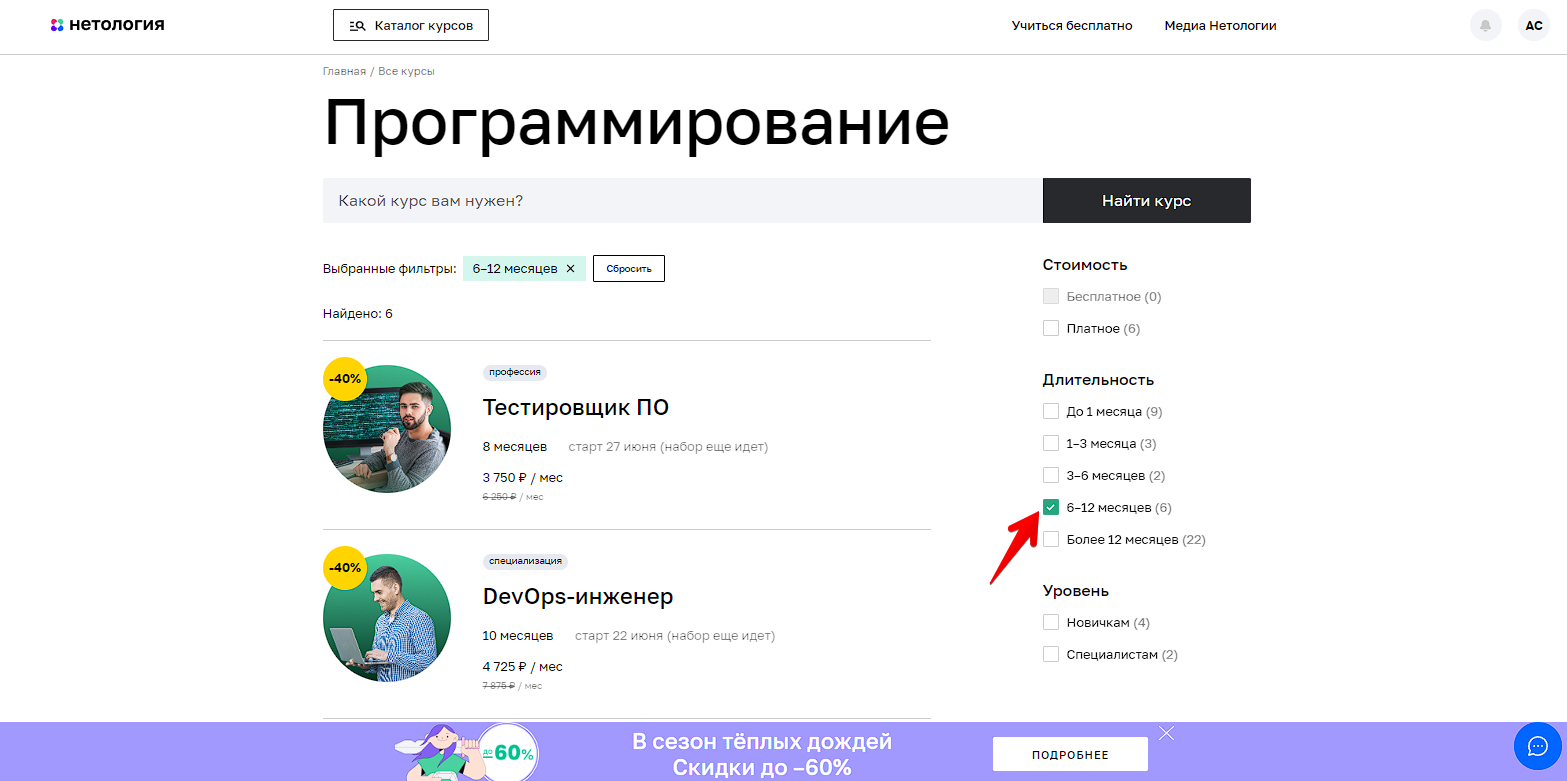 нетология
Каталог курсов
Учиться бесплатно
Медиа Нетологии
АС
Главная / Все курсы
Программирование
Какой курс вам нужен?
Найти курс
Выбранные фильтры: 6–12 месяцев ×
Сбросить
Найдено: 6
-40%
профессия
Тестировщик ПО
8 месяцев старт 27 июня (набор еще идет)
3 750 ₽ / мес
6 250 ₽ / мес
-40%
специализация
DevOps-инженер
10 месяцев старт 22 июня (набор еще идет)
4 725 ₽ / мес
7 875 ₽ / мес
Стоимость
Бесплатное (0)
Платное (6)
Длительность
До 1 месяца (9)
1–3 месяца (3)
3–6 месяцев (2)
6–12 месяцев (6)
Более 12 месяцев (22)
Уровень
Новичкам (4)
Специалистам (2)
до –60%
В сезон тёплых дождей
Скидки до –60%
ПОДРОБНЕЕ